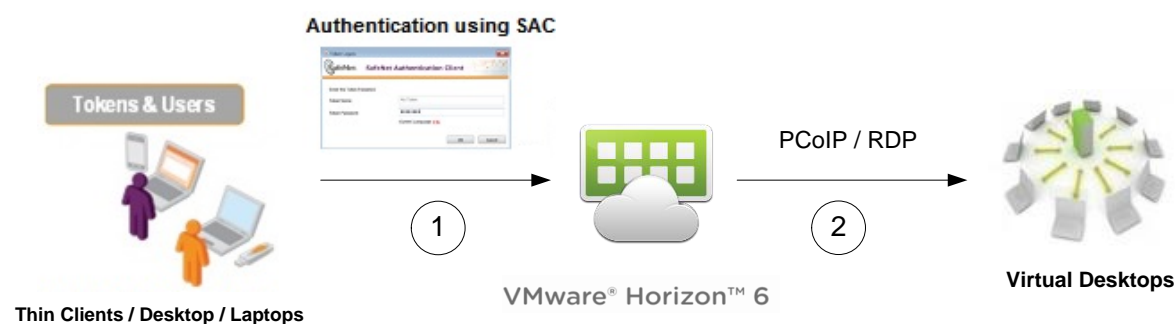 Authentication using SAC
SafeNet Authentication Client
Tokens & Users
PCoIP / RDP
1
2
VMware® Horizon™ 6
Virtual Desktops
Thin Clients / Desktop / Laptops